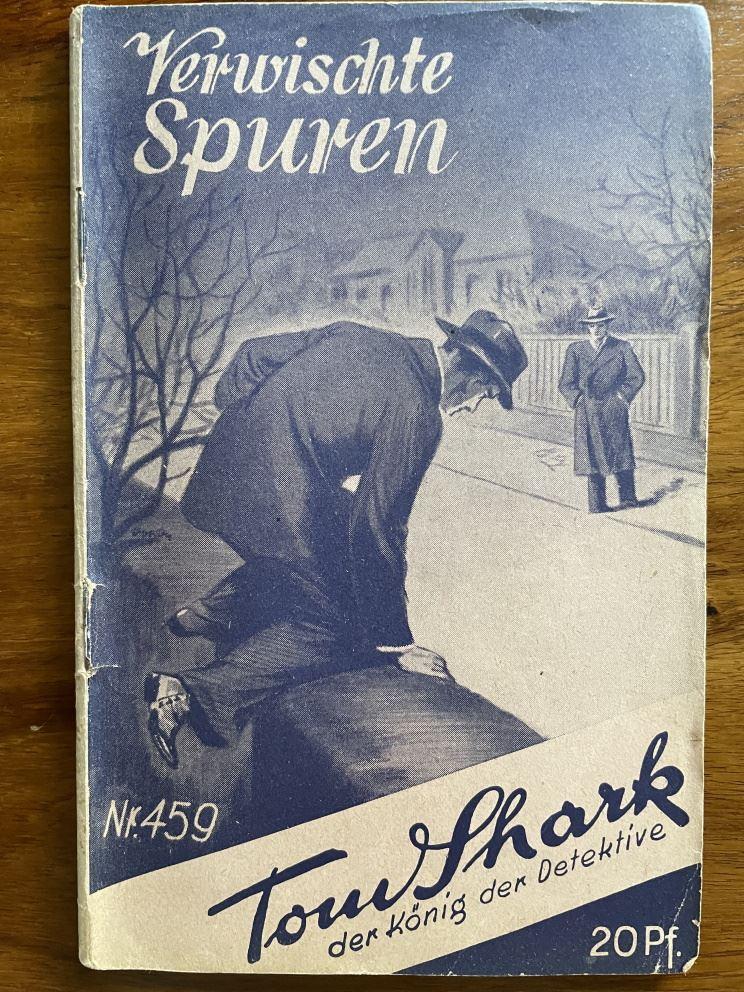 Verwischte
Spuren
Nr. 459
Tom Shark
der König der Detektive
20 Pf.